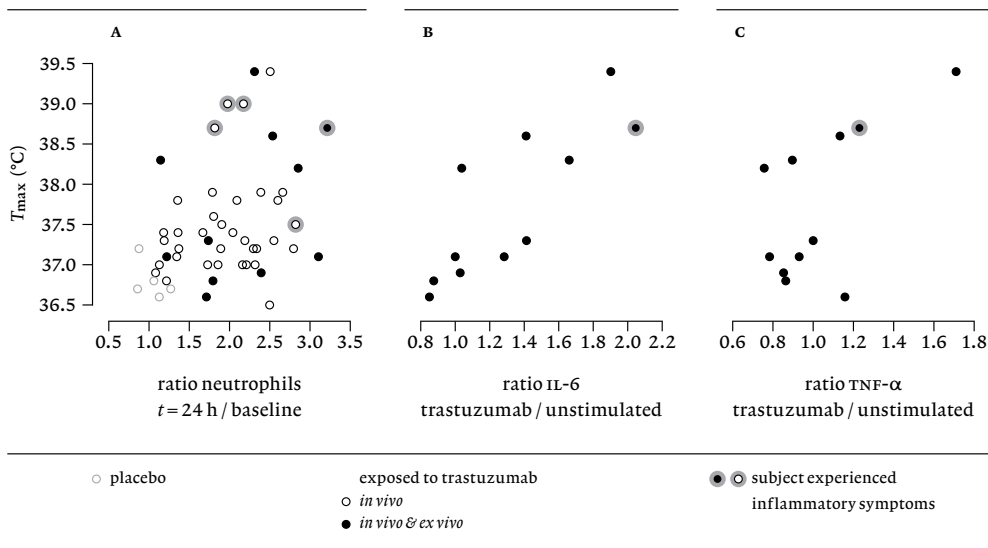 A
B
C
Tmax (°C)
39.5
39.0
38.5
38.0
37.5
37.0
36.5
0.5 1.0 1.5 2.0 2.5 3.0 3.5
0.8 1.0 1.2 1.4 1.6 1.8 2.0 2.2
0.6 0.8 1.0 1.2 1.4 1.6 1.8
ratio neutrophils
t = 24 h / baseline
ratio IL-6
trastuzumab / unstimulated
ratio TNF-α
trastuzumab / unstimulated
placebo
exposed to trastuzumab
in vivo
in vivo & ex vivo
subject experienced
inflammatory symptoms